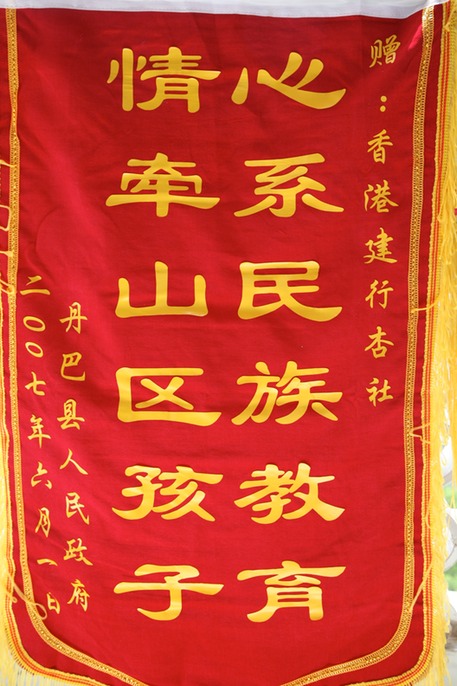 赠：香港建行杏社
心系民族教育
情牵山区孩子
丹巴县人民政府
二〇〇七年六月一日